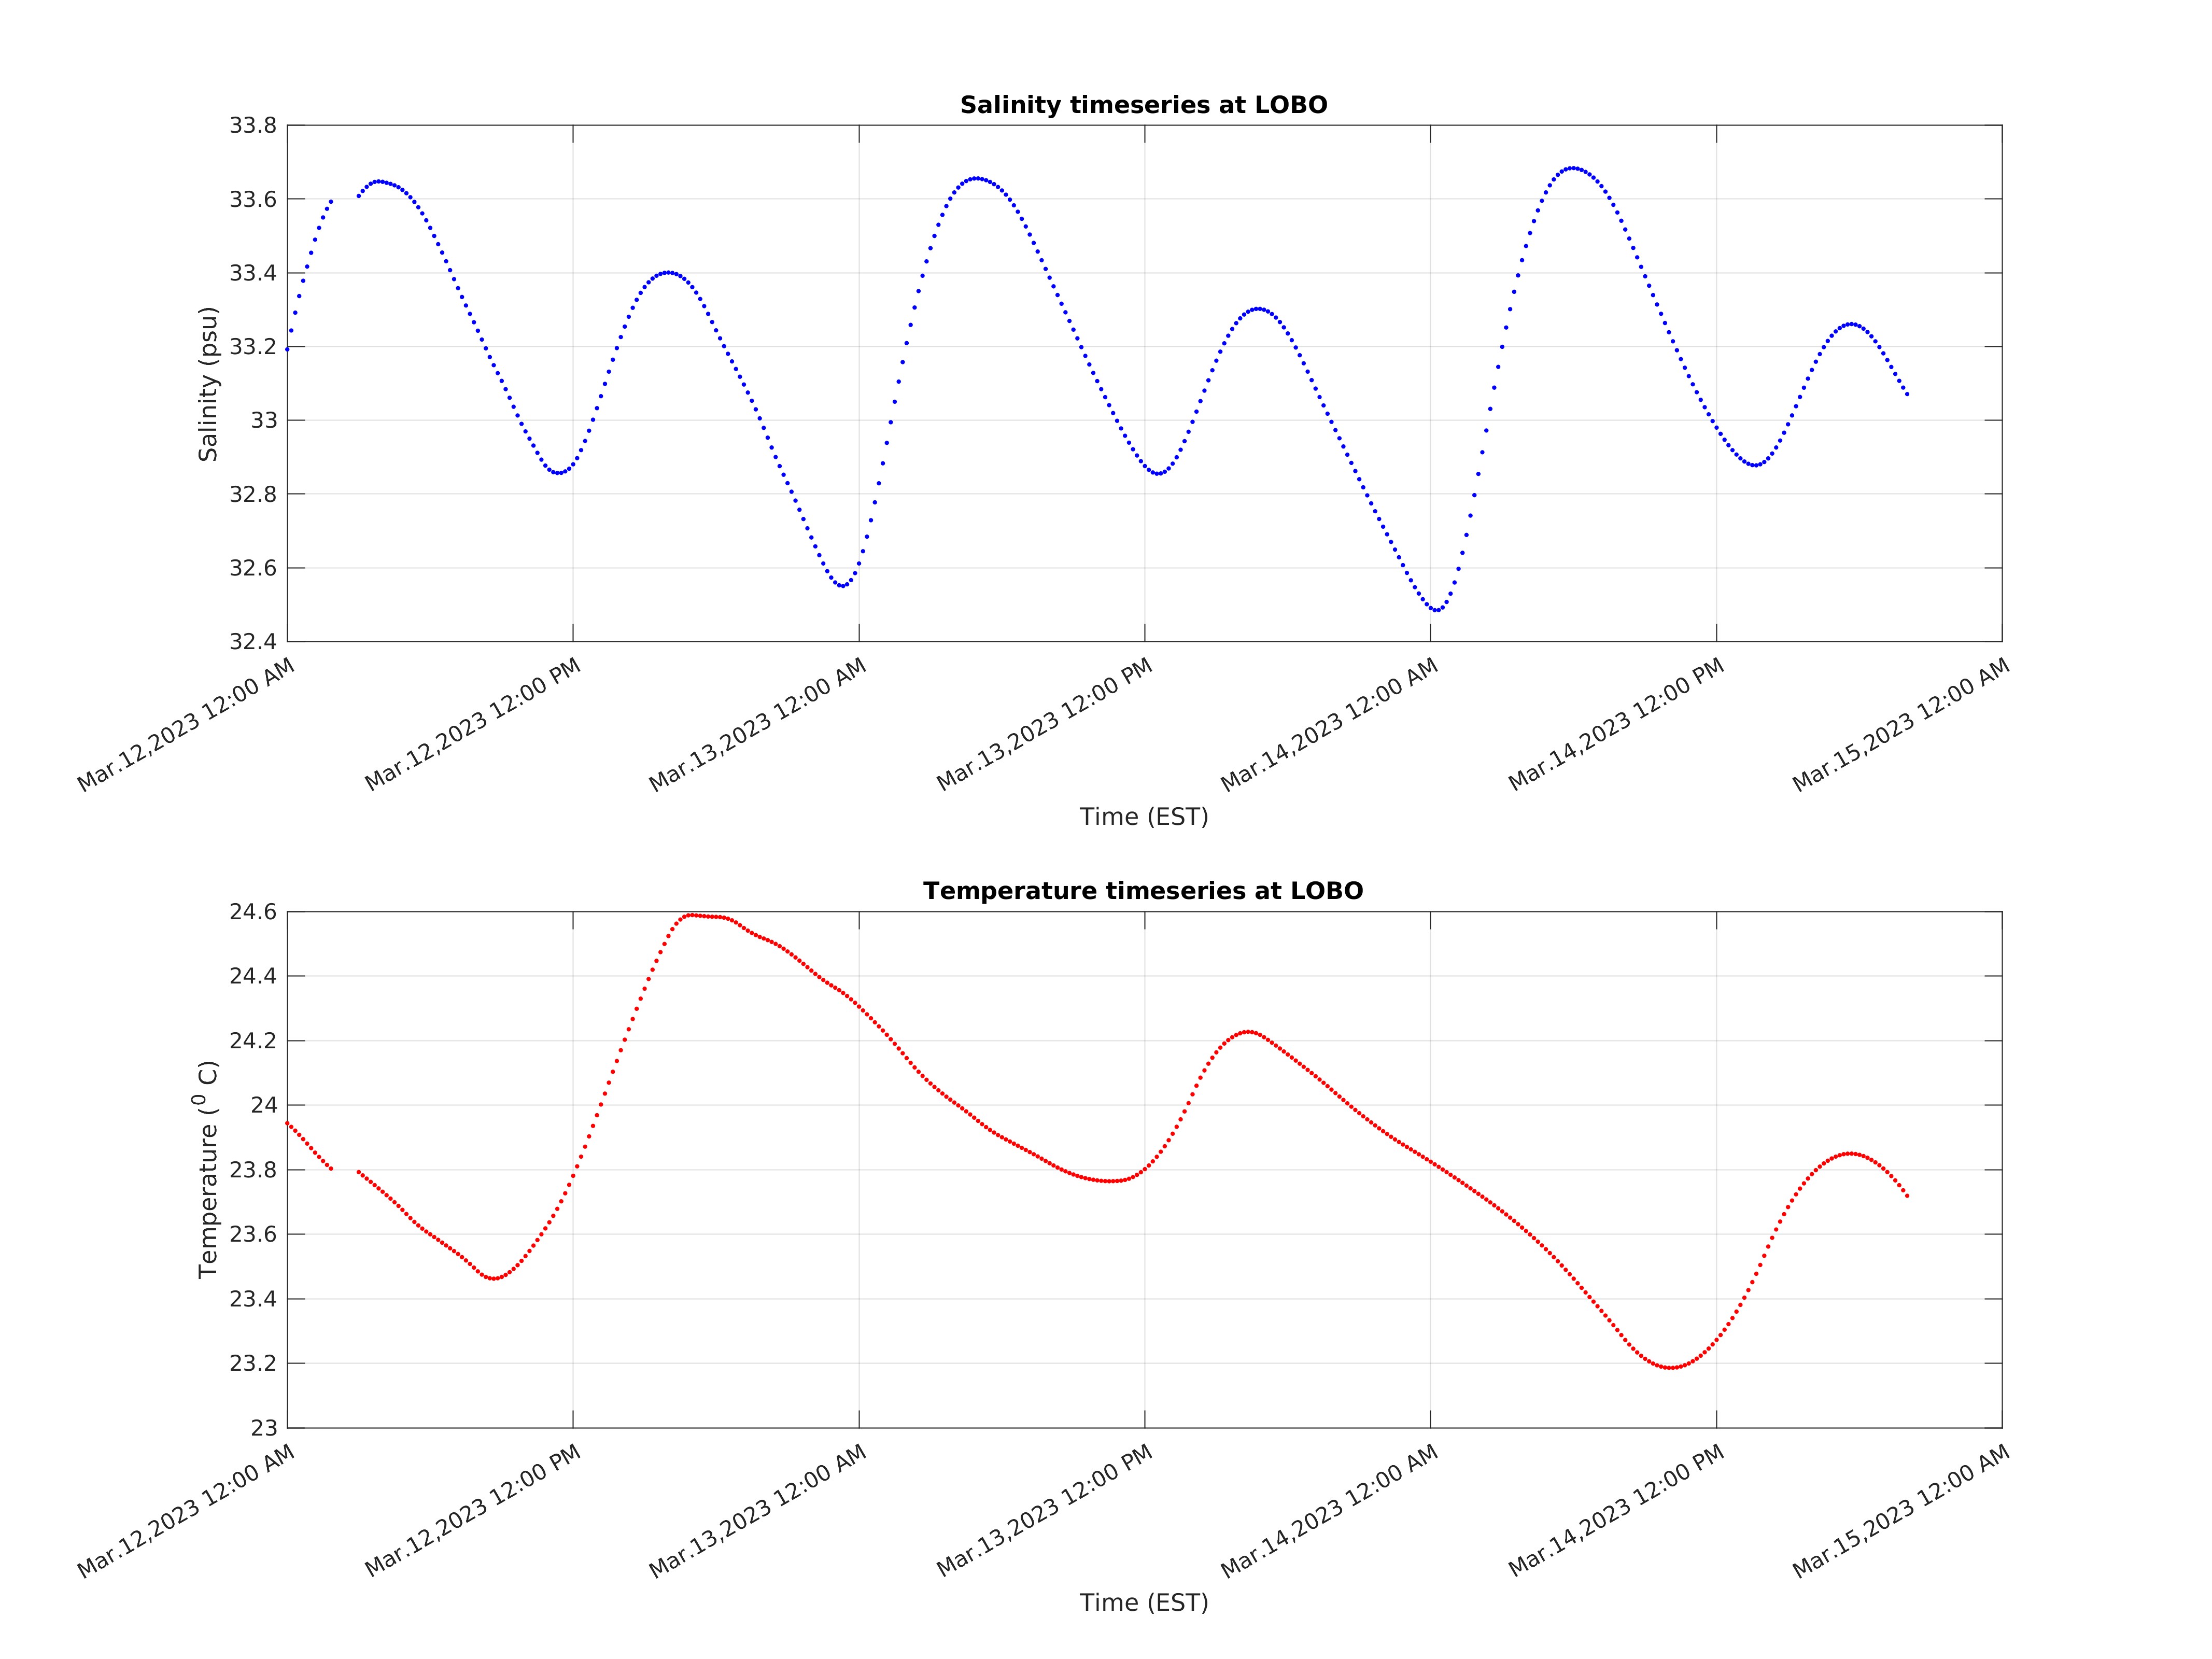 Salinity timeseries at LOBO
33.8
33.6
33.4
33.2
33
32.8
32.6
32.4
Salinity (psu)
Mar.12,2023 12:00 AM
Mar.12,2023 12:00 PM
Mar.13,2023 12:00 AM
Mar.13,2023 12:00 PM
Mar.14,2023 12:00 AM
Mar.14,2023 12:00 PM
Mar.15,2023 12:00 AM
Time (EST)
Temperature timeseries at LOBO
24.6
24.4
24.2
24
23.8
23.6
23.4
23.2
23
Temperature (⁰ C)
Mar.12,2023 12:00 AM
Mar.12,2023 12:00 PM
Mar.13,2023 12:00 AM
Mar.13,2023 12:00 PM
Mar.14,2023 12:00 AM
Mar.14,2023 12:00 PM
Mar.15,2023 12:00 AM
Time (EST)